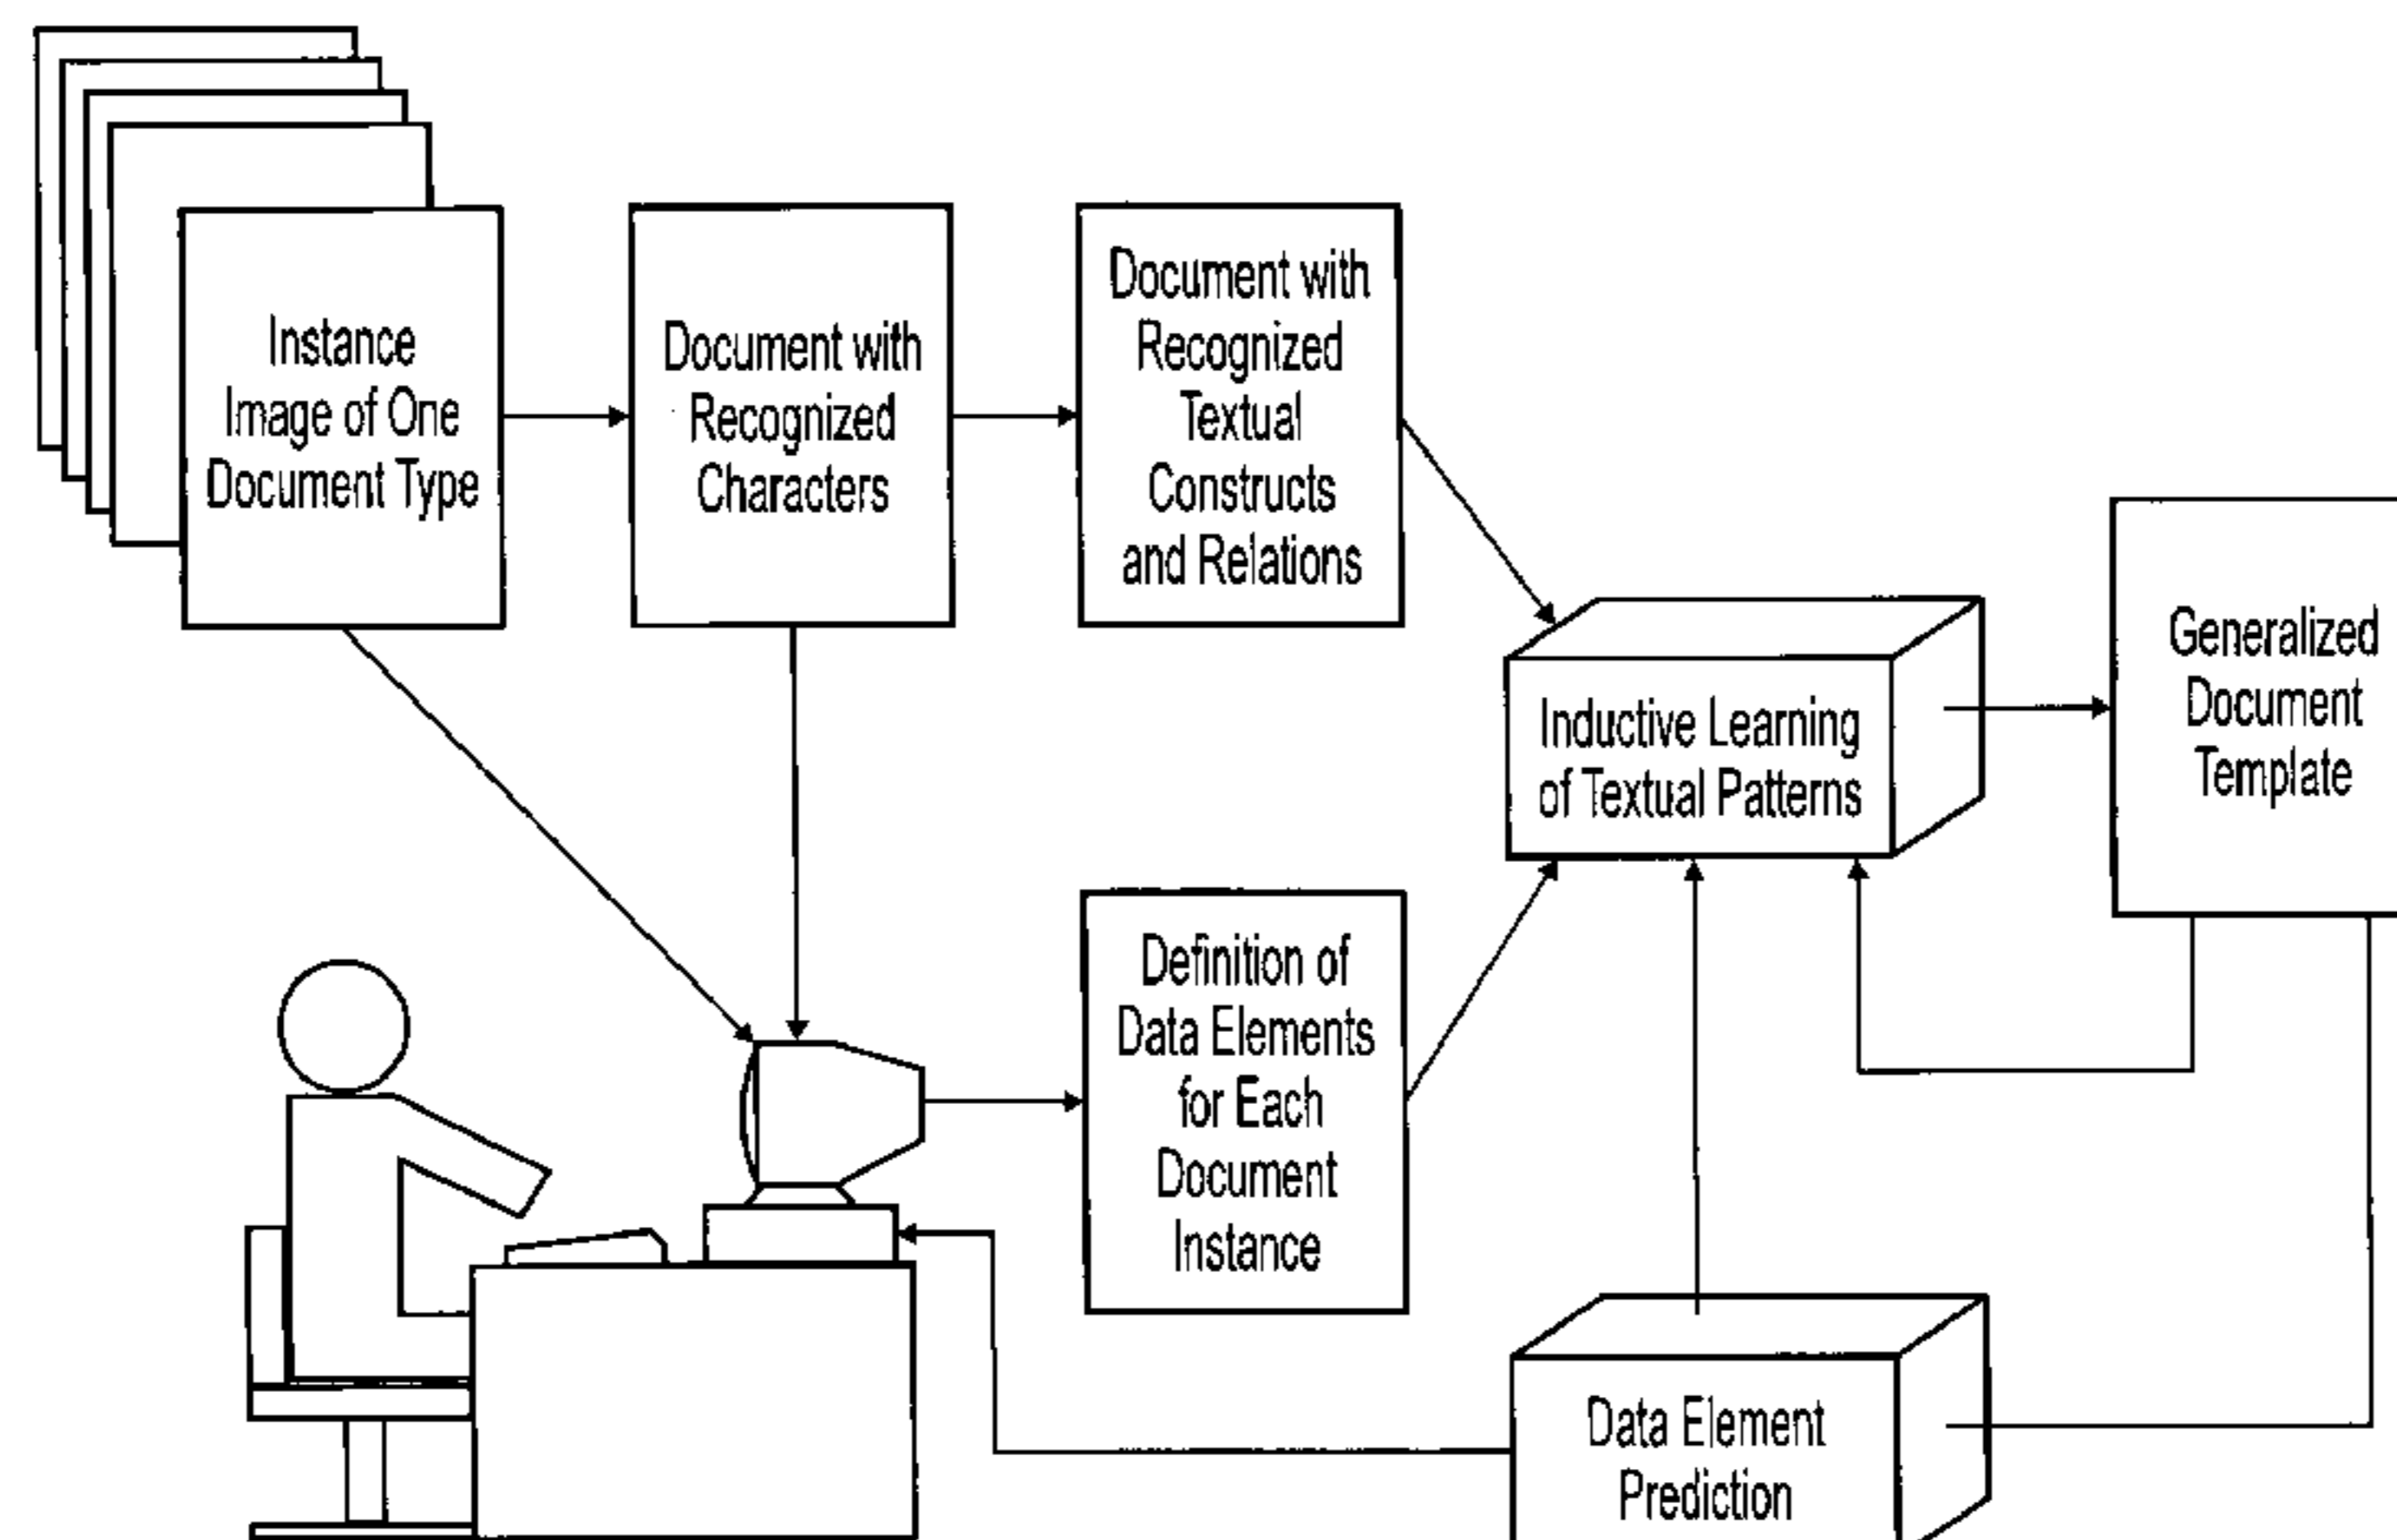 Instance
Image of One
Document Type
Document with
Recognized
Characters
Document with
Recognized
Textual
Constructs
and Relations
Inductive Learning
of Textual Patterns
Generalized
Document
Template
Definition of
Data Elements
for Each
Document
Instance
Data Element
Prediction